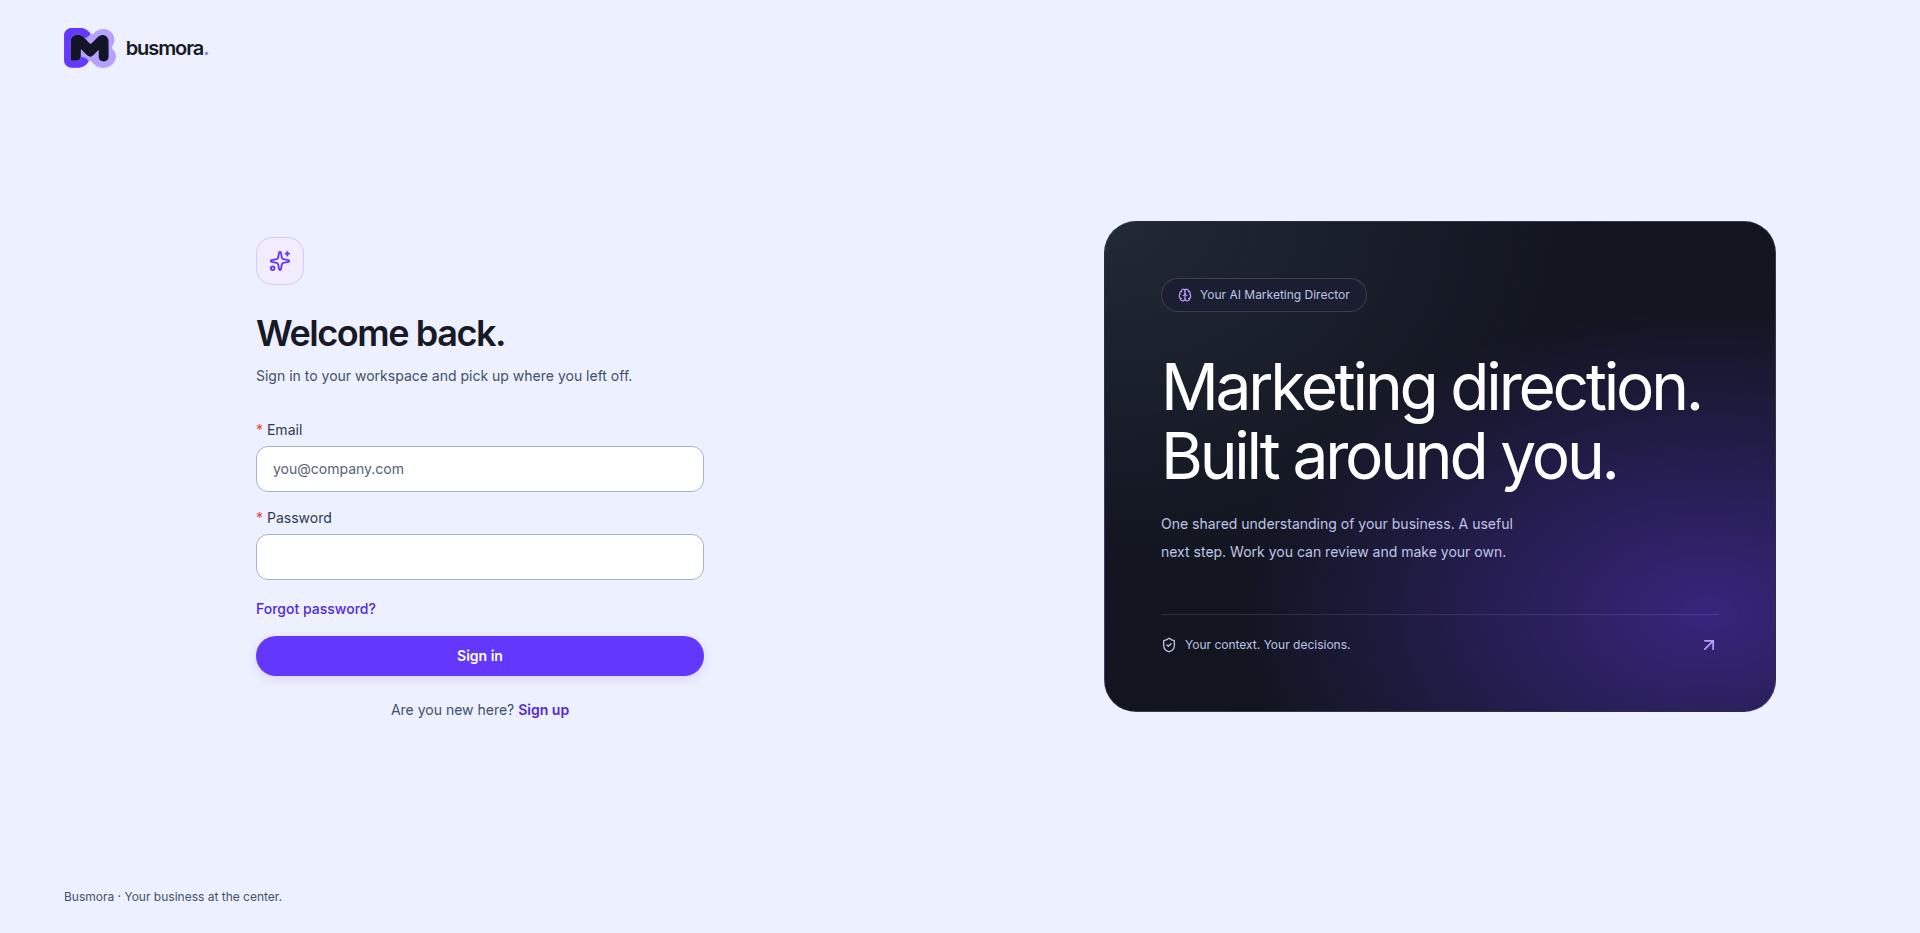 busmora.
Welcome back.
Sign in to your workspace and pick up where you left off.
* Email
you@company.com
* Password
Forgot password?
Sign in
Are you new here? Sign up
Your AI Marketing Director
Marketing direction.
Built around you.
One shared understanding of your business. A useful
next step. Work you can review and make your own.
Your context. Your decisions.
Busmora · Your business at the center.